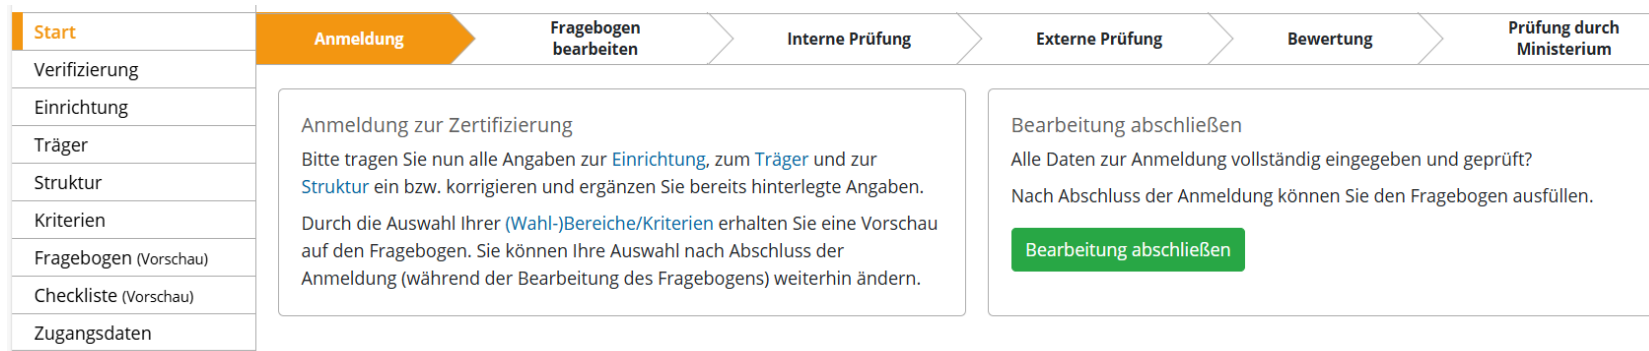 Start
Verifizierung
Einrichtung
Träger
Struktur
Kriterien
Fragebogen (Vorschau)
Checkliste (Vorschau)
Zugangsdaten
Anmeldung
Fragebogen
bearbeiten
Interne Prüfung
Externe Prüfung
Bewertung
Prüfung durch
Ministerium
Anmeldung zur Zertifizierung
Bitte tragen Sie nun alle Angaben zur Einrichtung, zum Träger und zur
Struktur ein bzw. korrigieren und ergänzen Sie bereits hinterlegte Angaben.
Durch die Auswahl Ihrer (Wahl-)Bereiche/Kriterien erhalten Sie eine Vorschau
auf den Fragebogen. Sie können Ihre Auswahl nach Abschluss der
Anmeldung (während der Bearbeitung des Fragebogens) weiterhin ändern.
Bearbeitung abschließen
Alle Daten zur Anmeldung vollständig eingegeben und geprüft?
Nach Abschluss der Anmeldung können Sie den Fragebogen ausfüllen.
Bearbeitung abschließen